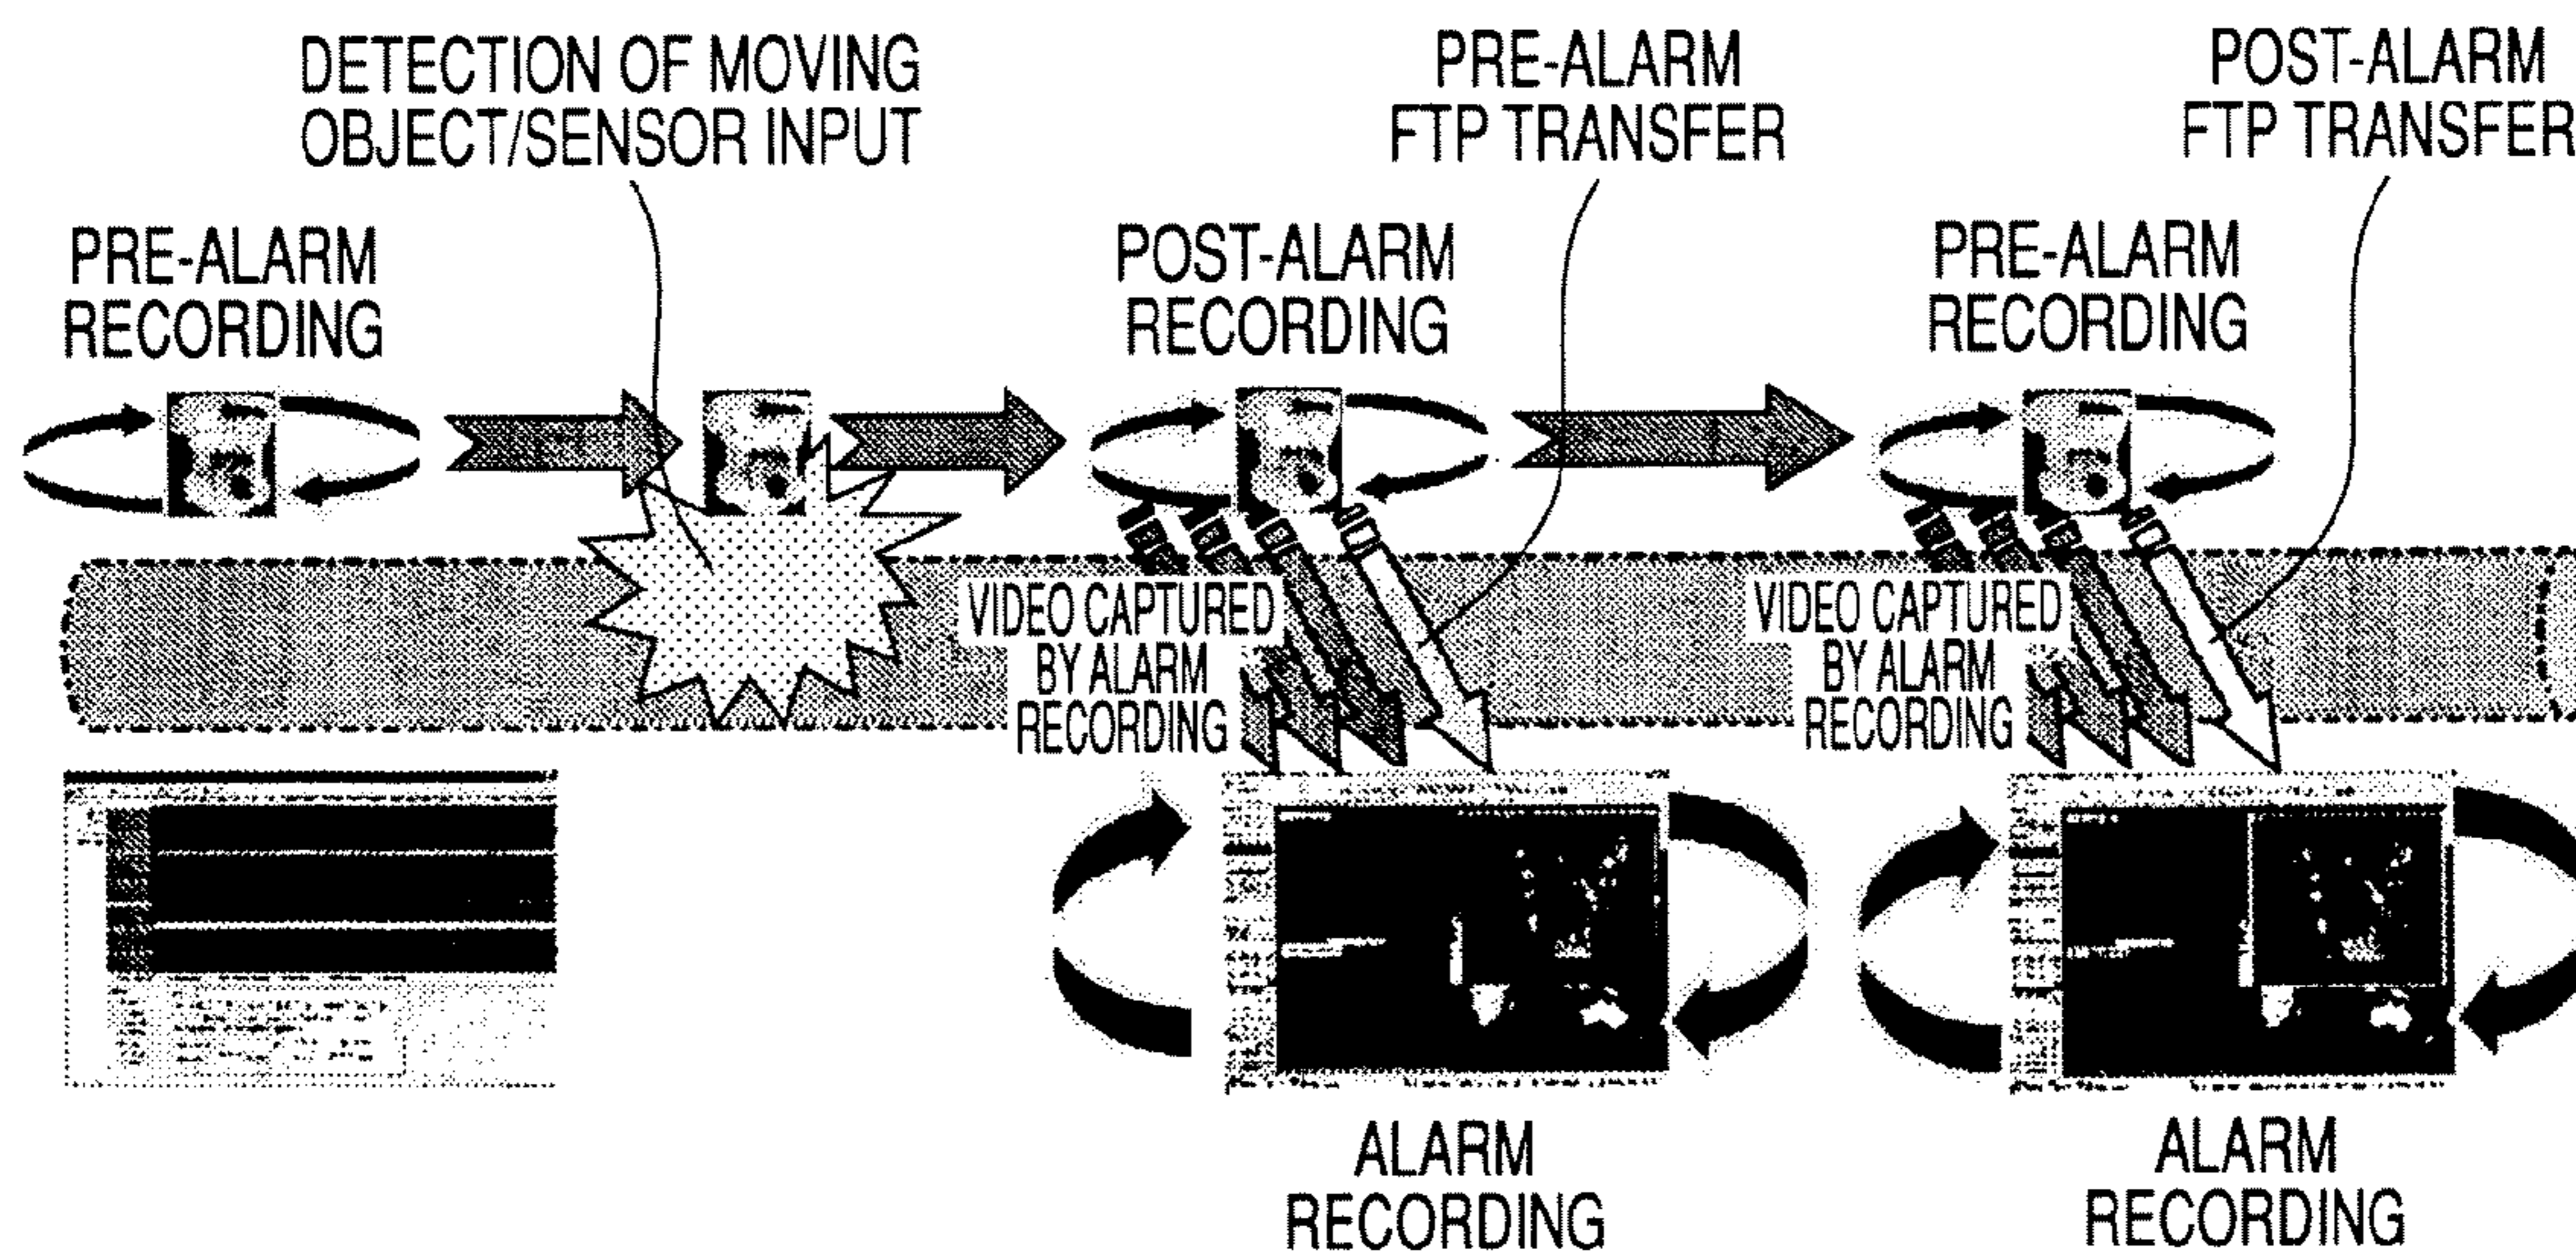 DETECTION OF MOVING
OBJECT/SENSOR INPUT
PRE-ALARM
FTP TRANSFER
POST-ALARM
FTP TRANSFER
PRE-ALARM
RECORDING
POST-ALARM
RECORDING
PRE-ALARM
RECORDING
VIDEO CAPTURED
BY ALARM
RECORDING
VIDEO CAPTURED
BY ALARM
RECORDING
ALARM
RECORDING
ALARM
RECORDING